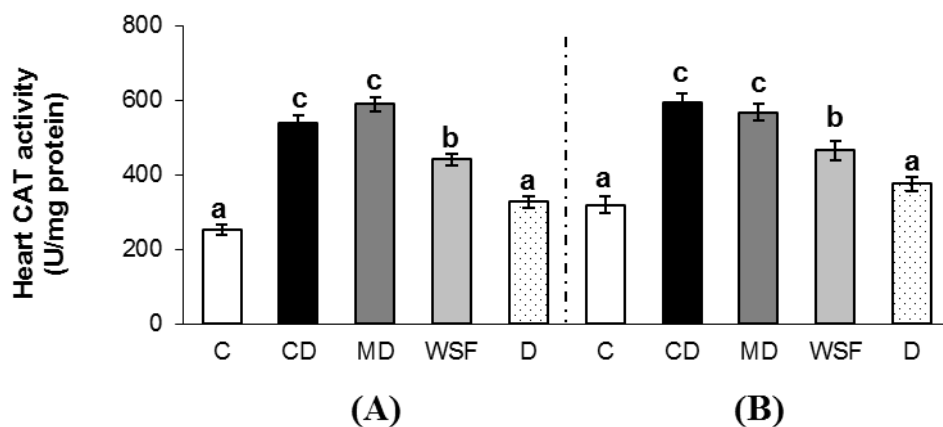 Heart CAT activity
(U/mg protein)
800
600
400
200
0
a
c
c
b
a
a
c
c
b
a
C CD MD WSF D C CD MD WSF D
(A) (B)